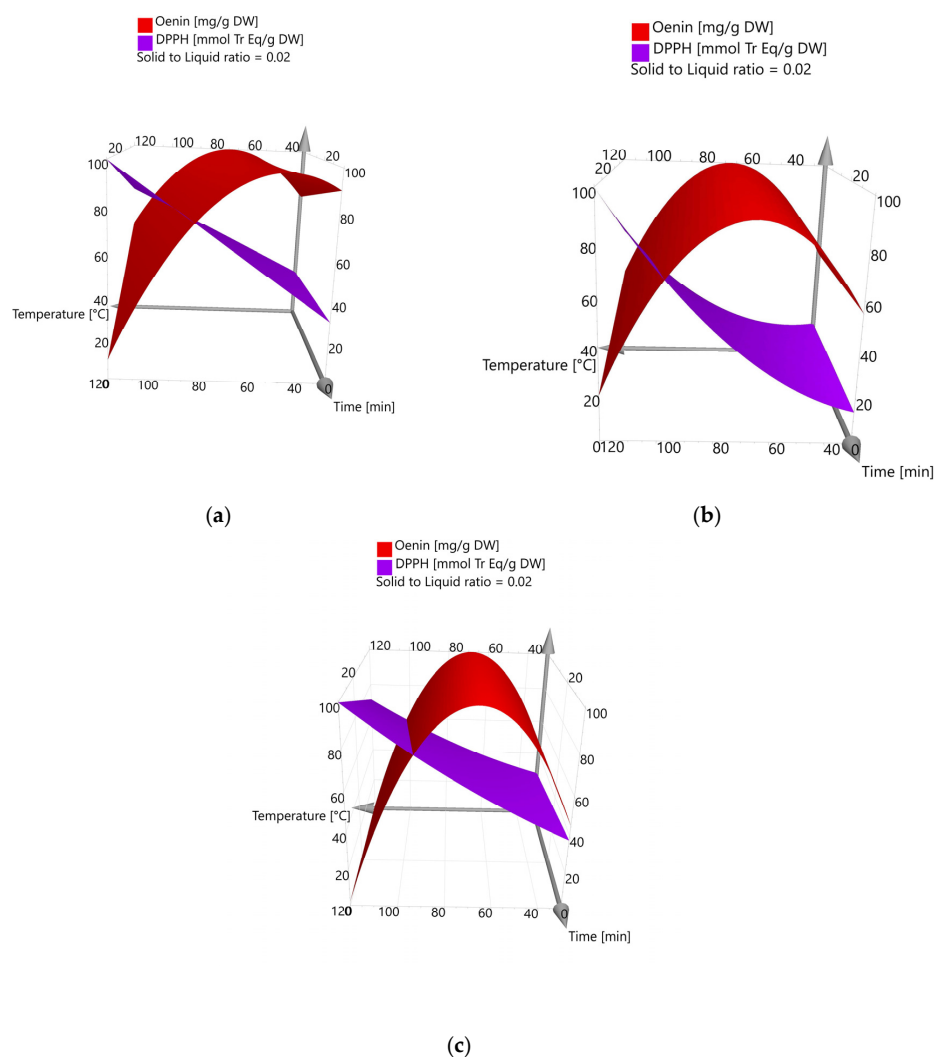 Oenin [mg/g DW]
DPPH [mmol Tr Eq/g DW]
Solid to Liquid ratio = 0.02
20 120 100 80 60 40 20
100 100
80 80
60 60
40 40
Temperature [°C]
20 20
120 0 100 80 60 40 0
Time [min]
(a)
Oenin [mg/g DW]
DPPH [mmol Tr Eq/g DW]
Solid to Liquid ratio = 0.02
20 120 100 80 60 40 20
100 100
80 80
60 60
40 40
Temperature [°C]
20 20
0 120 100 80 60 40 0
Time [min]
(b)
Oenin [mg/g DW]
DPPH [mmol Tr Eq/g DW]
Solid to Liquid ratio = 0.02
20 120 100 80 60 40 20
100 100
80 80
60 60
Temperature [°C]
40 40
20 20
120 0 100 80 60 40 0
Time [min]
(c)